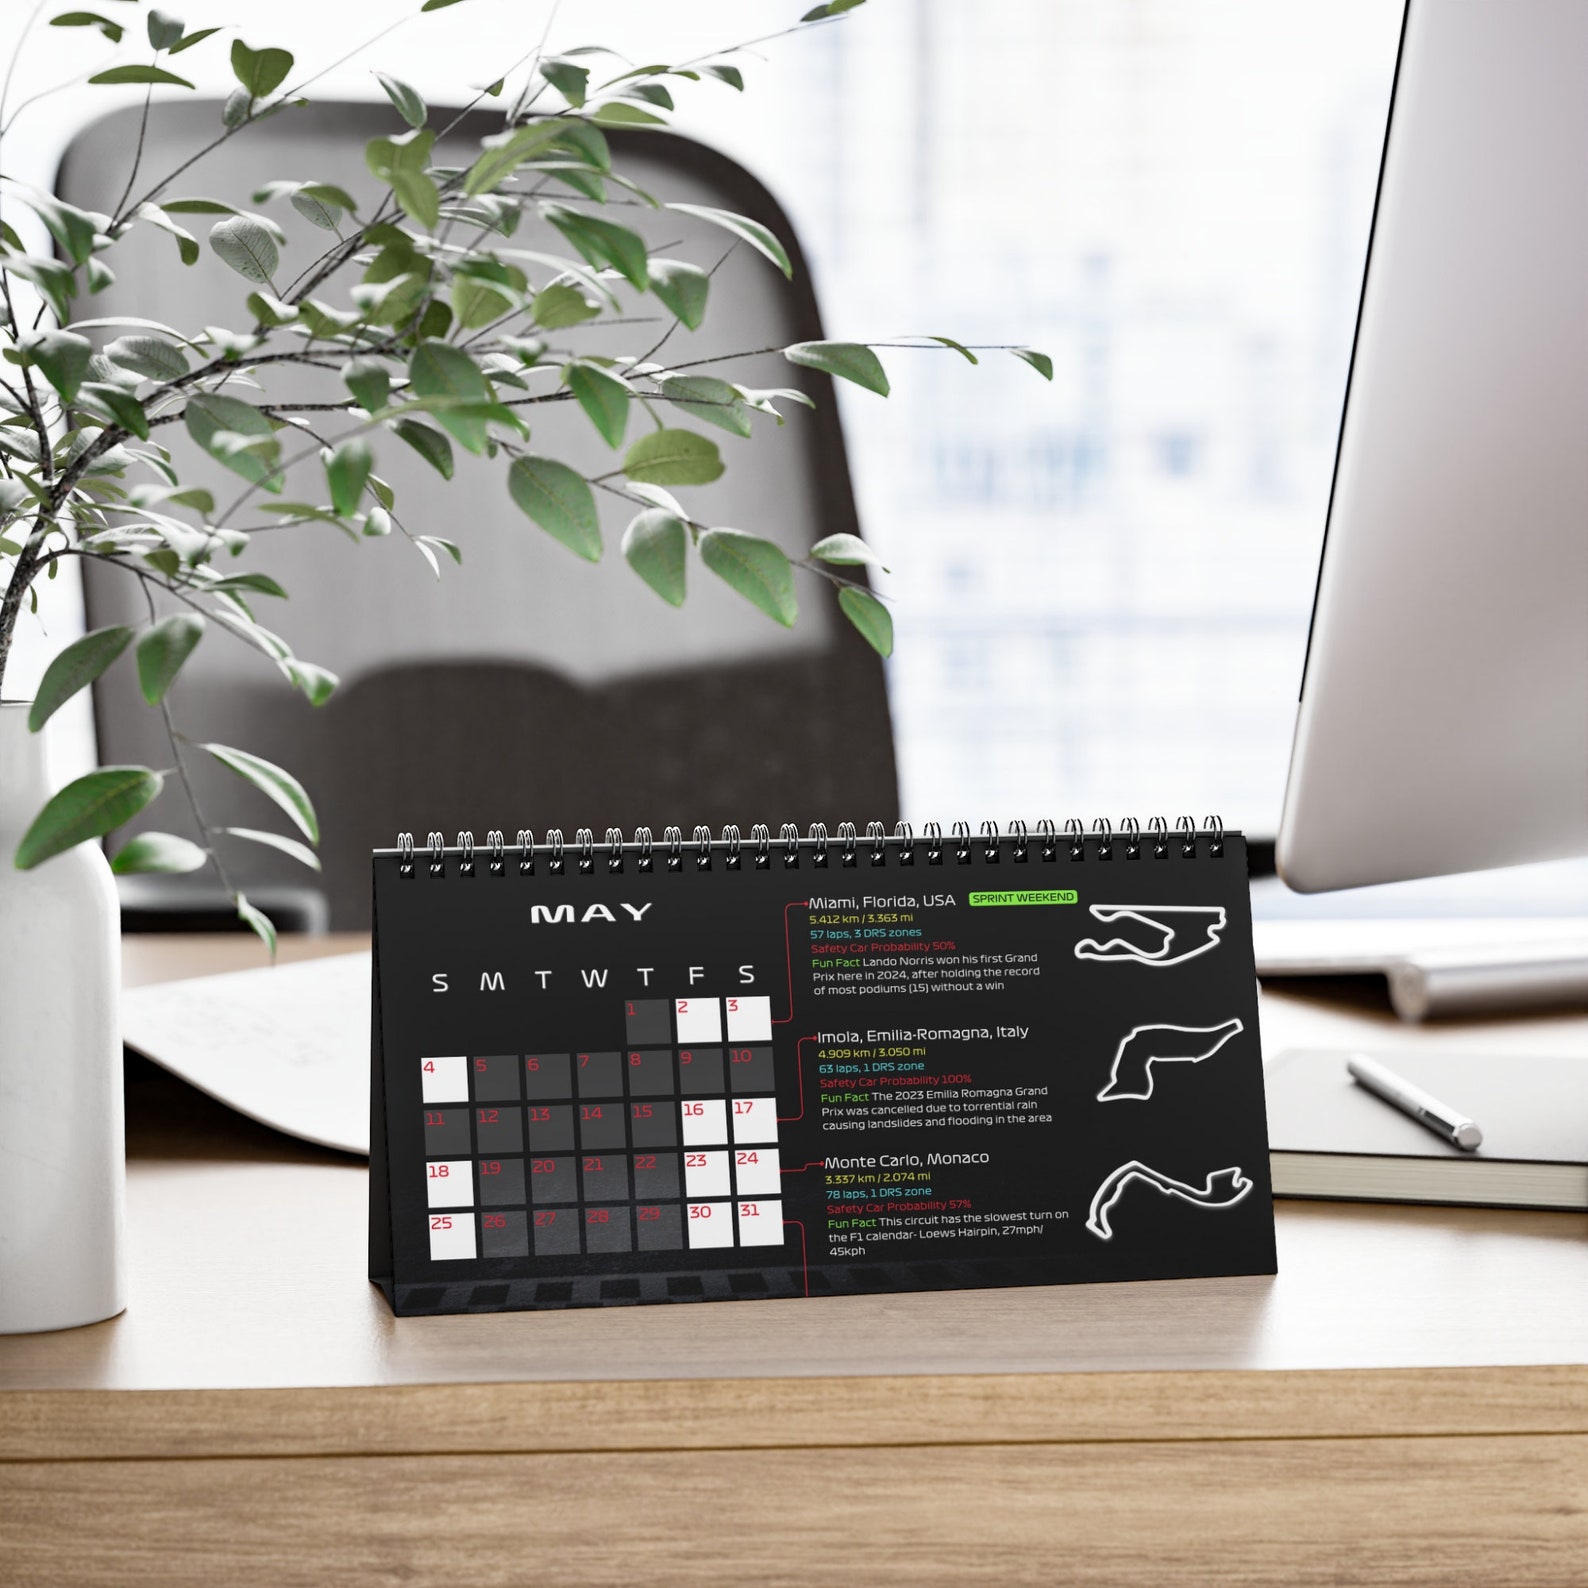 MAY
S M T W T F S
1 2 3
4 5 6 7 8 9 10
11 12 13 14 15 16 17
18 19 20 21 22 23 24
25 26 27 28 29 30 31
Miami, Florida, USA SPRINT WEEKEND
5.412 km / 3.363 mi
57 laps, 3 DRS zones
Safety Car Probability 50%
Fun Fact Lando Norris won his first Grand
Prix here in 2024, after holding the record
of most podiums (15) without a win
Imola, Emilia-Romagna, Italy
4.909 km / 3.050 mi
63 laps, 1 DRS zone
Safety Car Probability 100%
Fun Fact The 2023 Emilia Romagna Grand
Prix was cancelled due to torrential rain
causing landslides and flooding in the area
Monte Carlo, Monaco
3.337 km / 2.074 mi
78 laps, 1 DRS zone
Safety Car Probability 57%
Fun Fact This circuit has the slowest turn on
the F1 calendar- Loews Hairpin, 27mph/
45kph